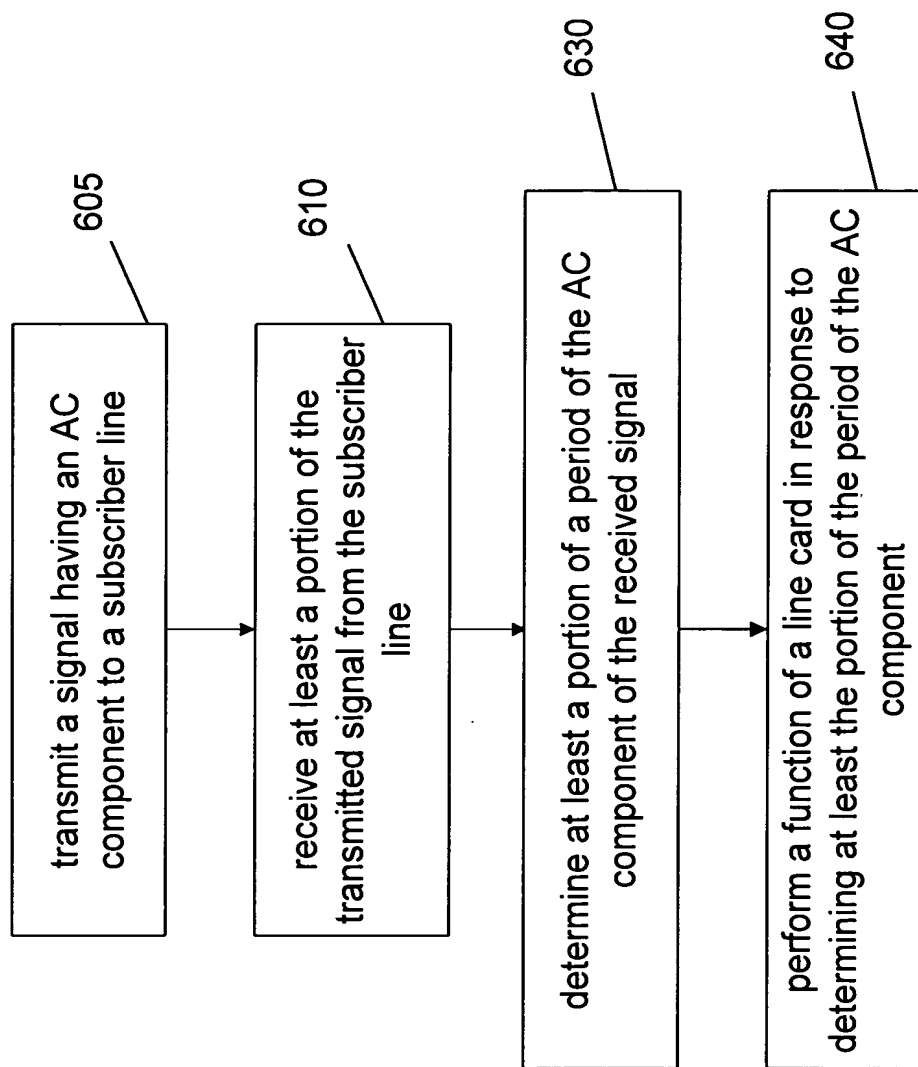 transmit a signal having an AC
component to a subscriber line
605
receive at least a portion of the
transmitted signal from the subscriber
line
610
determine at least a portion of a period of the AC
component of the received signal
630
perform a function of a line card in response to
determining at least the portion of the period of the AC
component
640